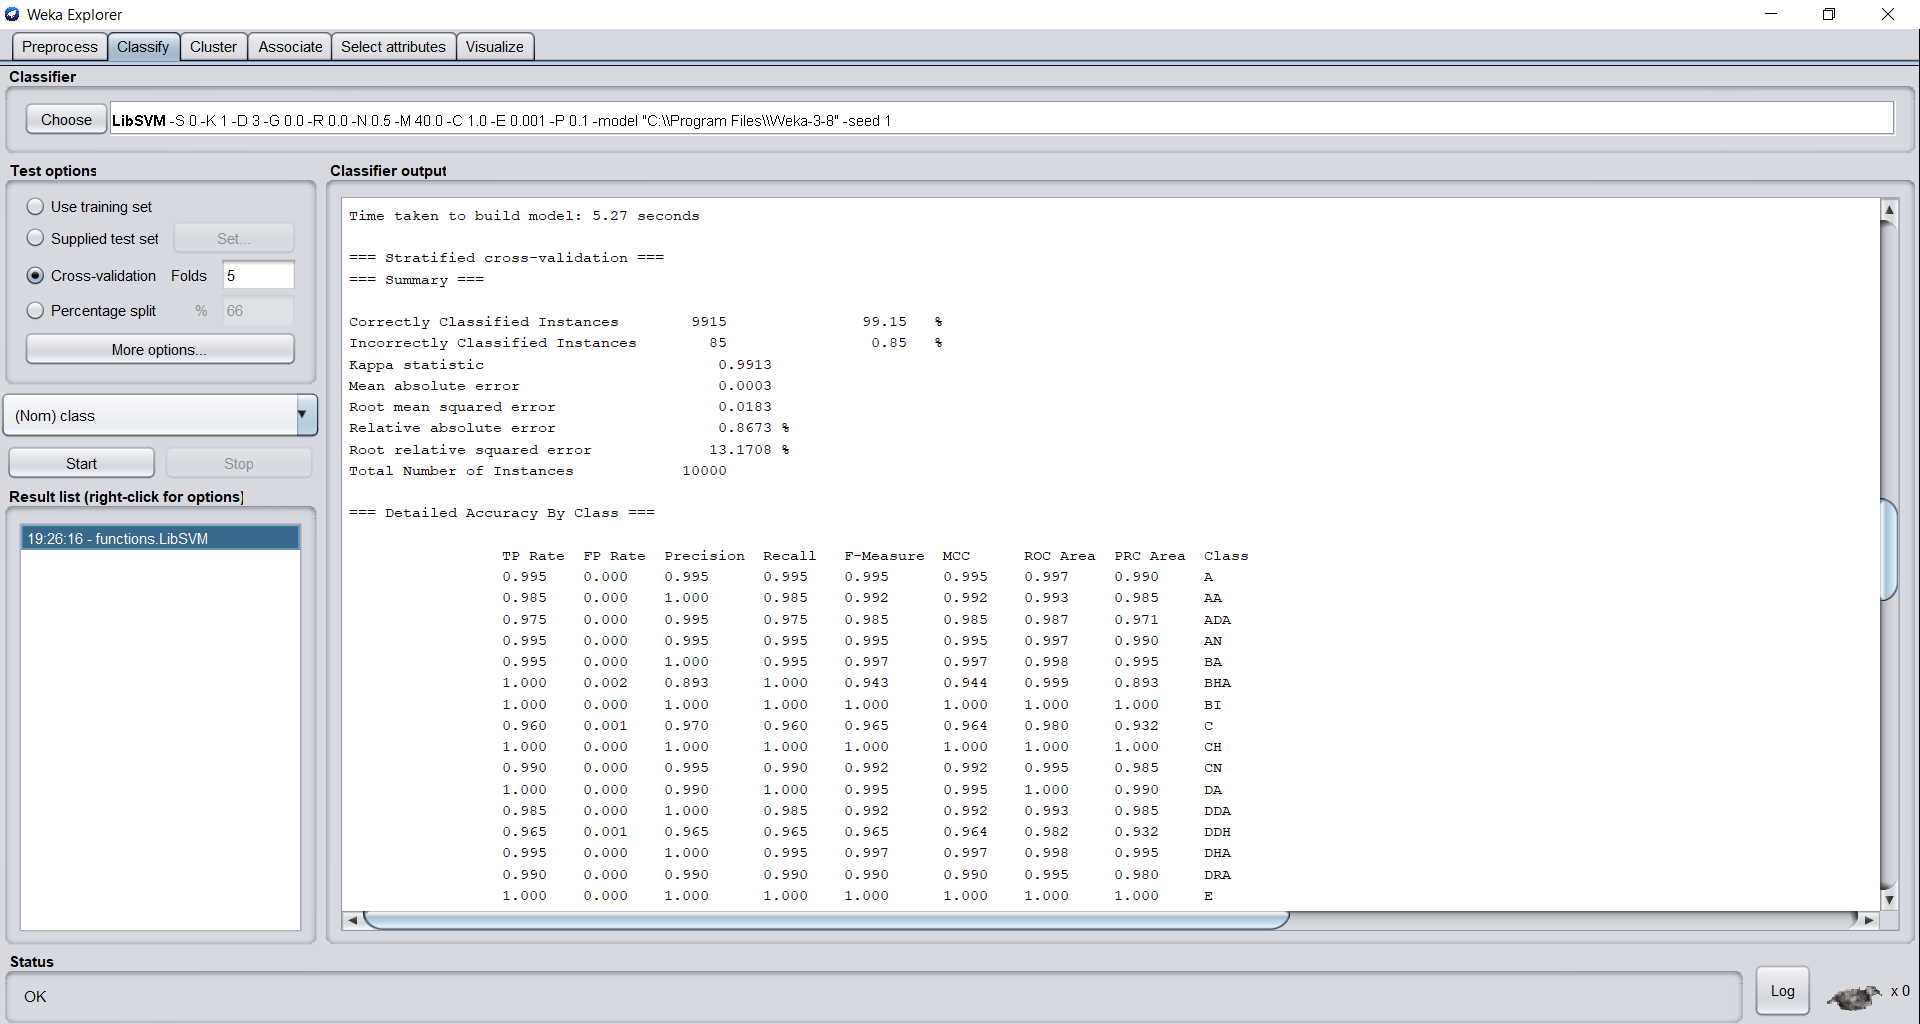 Weka Explorer
Preprocess Classify Cluster Associate Select attributes Visualize
Classifier
Choose LibSVM -S 0 -K 1 -D 3 -G 0.0 -R 0.0 -N 0.5 -M 40.0 -C 1.0 -E 0.001 -P 0.1 -model "C:\\Program Files\\Weka-3-8" -seed 1
Test options
Use training set
Supplied test set Set...
Cross-validation Folds 5
Percentage split % 66
More options...
(Nom) class
Start Stop
Result list (right-click for options)
19:26:16 - functions.LibSVM
Classifier output
Time taken to build model: 5.27 seconds
=== Stratified cross-validation ===
=== Summary ===
Correctly Classified Instances 9915 99.15 %
Incorrectly Classified Instances 85 0.85 %
Kappa statistic 0.9913
Mean absolute error 0.0003
Root mean squared error 0.0183
Relative absolute error 0.8673 %
Root relative squared error 13.1708 %
Total Number of Instances 10000
=== Detailed Accuracy By Class ===
TP Rate FP Rate Precision Recall F-Measure MCC ROC Area PRC Area Class
0.995 0.000 0.995 0.995 0.995 0.995 0.997 0.990 A
0.985 0.000 1.000 0.985 0.992 0.992 0.993 0.985 AA
0.975 0.000 0.995 0.975 0.985 0.985 0.987 0.971 ADA
0.995 0.000 0.995 0.995 0.995 0.995 0.997 0.990 AN
0.995 0.000 1.000 0.995 0.997 0.997 0.998 0.995 BA
1.000 0.002 0.893 1.000 0.943 0.944 0.999 0.893 BHA
1.000 0.000 1.000 1.000 1.000 1.000 1.000 1.000 BI
0.960 0.001 0.970 0.960 0.965 0.964 0.980 0.932 C
1.000 0.000 1.000 1.000 1.000 1.000 1.000 1.000 CH
0.990 0.000 0.995 0.990 0.992 0.992 0.995 0.985 CN
1.000 0.000 0.990 1.000 0.995 0.995 1.000 0.990 DA
0.985 0.000 1.000 0.985 0.992 0.992 0.993 0.985 DDA
0.965 0.001 0.965 0.965 0.965 0.964 0.982 0.932 DDH
0.995 0.000 1.000 0.995 0.997 0.997 0.998 0.995 DHA
0.990 0.000 0.990 0.990 0.990 0.990 0.995 0.980 DRA
1.000 0.000 1.000 1.000 1.000 1.000 1.000 1.000 E
Status
OK
Log
x 0